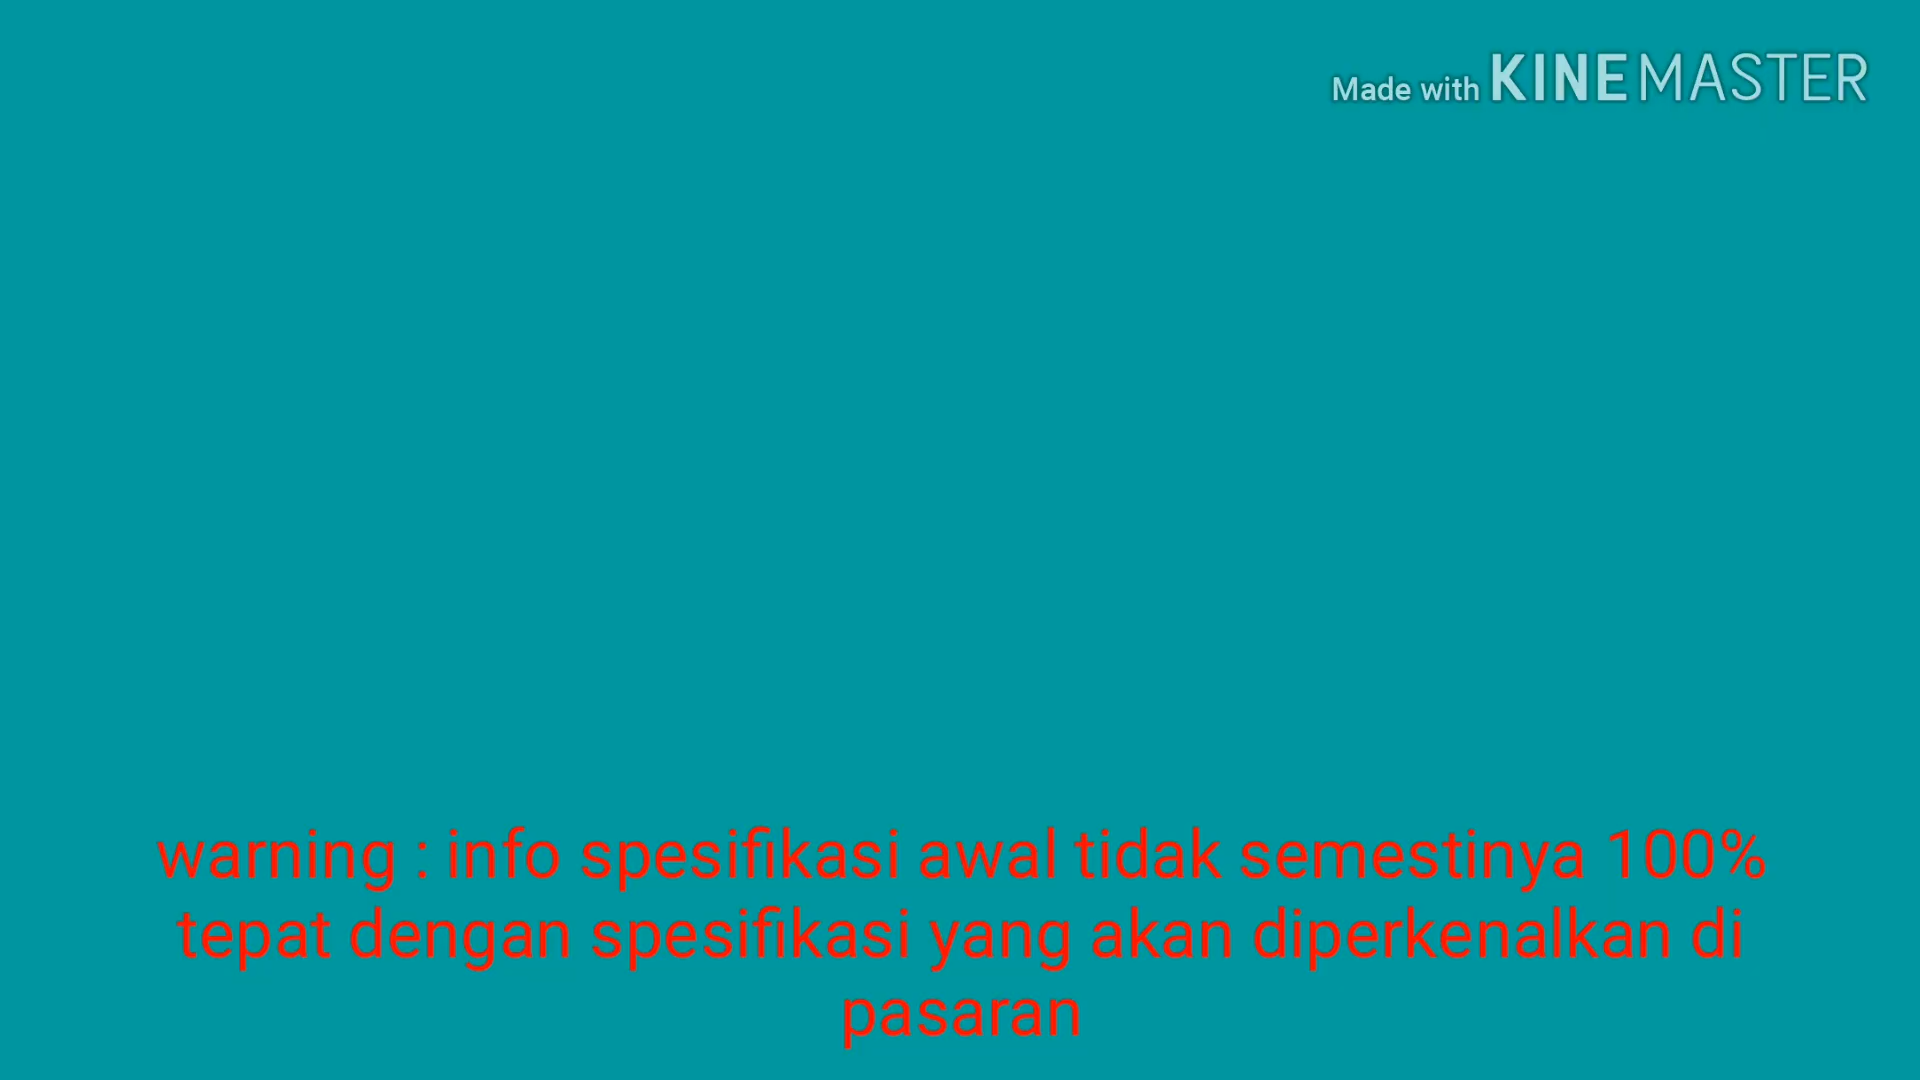 Made with KINEMASTER
warning : info spesifikasi awal tidak semestinya 100%
tepat dengan spesifikasi yang akan diperkenalkan di
pasaran